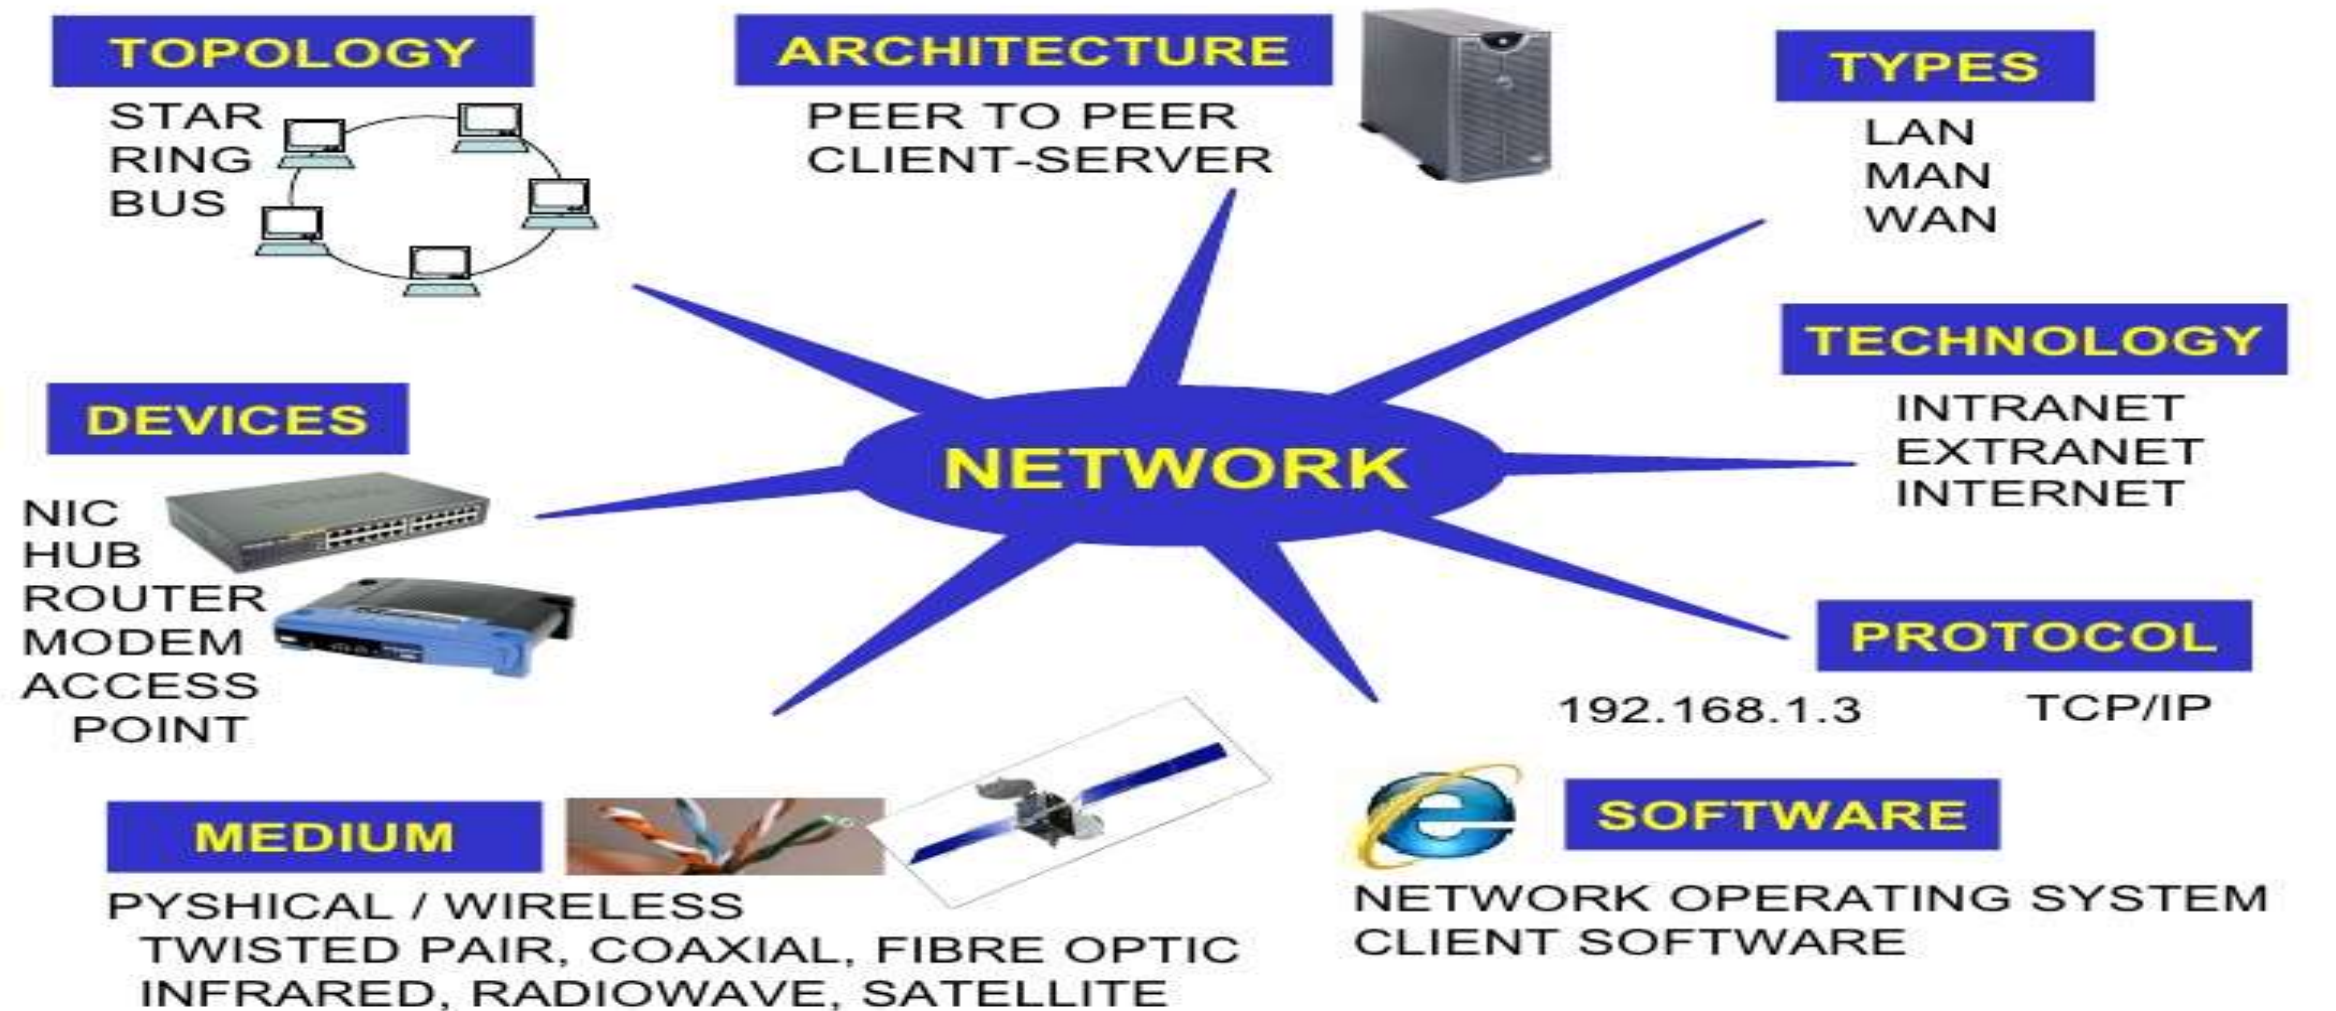 TOPOLOGY
STAR
RING
BUS
ARCHITECTURE
PEER TO PEER
CLIENT-SERVER
TYPES
LAN
MAN
WAN
TECHNOLOGY
INTRANET
EXTRANET
INTERNET
DEVICES
NIC
HUB
ROUTER
MODEM
ACCESS
POINT
NETWORK
PROTOCOL
192.168.1.3 TCP/IP
MEDIUM
PYSHICAL / WIRELESS
TWISTED PAIR, COAXIAL, FIBRE OPTIC
INFRARED, RADIOWAVE, SATELLITE
SOFTWARE
NETWORK OPERATING SYSTEM
CLIENT SOFTWARE